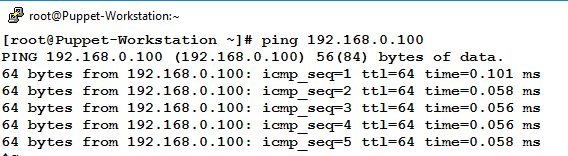 root@Puppet-Workstation:~
[root@Puppet-Workstation ~]# ping 192.168.0.100
PING 192.168.0.100 (192.168.0.100) 56(84) bytes of data.
64 bytes from 192.168.0.100: icmp_seq=1 ttl=64 time=0.101 ms
64 bytes from 192.168.0.100: icmp_seq=2 ttl=64 time=0.058 ms
64 bytes from 192.168.0.100: icmp_seq=3 ttl=64 time=0.056 ms
64 bytes from 192.168.0.100: icmp_seq=4 ttl=64 time=0.056 ms
64 bytes from 192.168.0.100: icmp_seq=5 ttl=64 time=0.058 ms